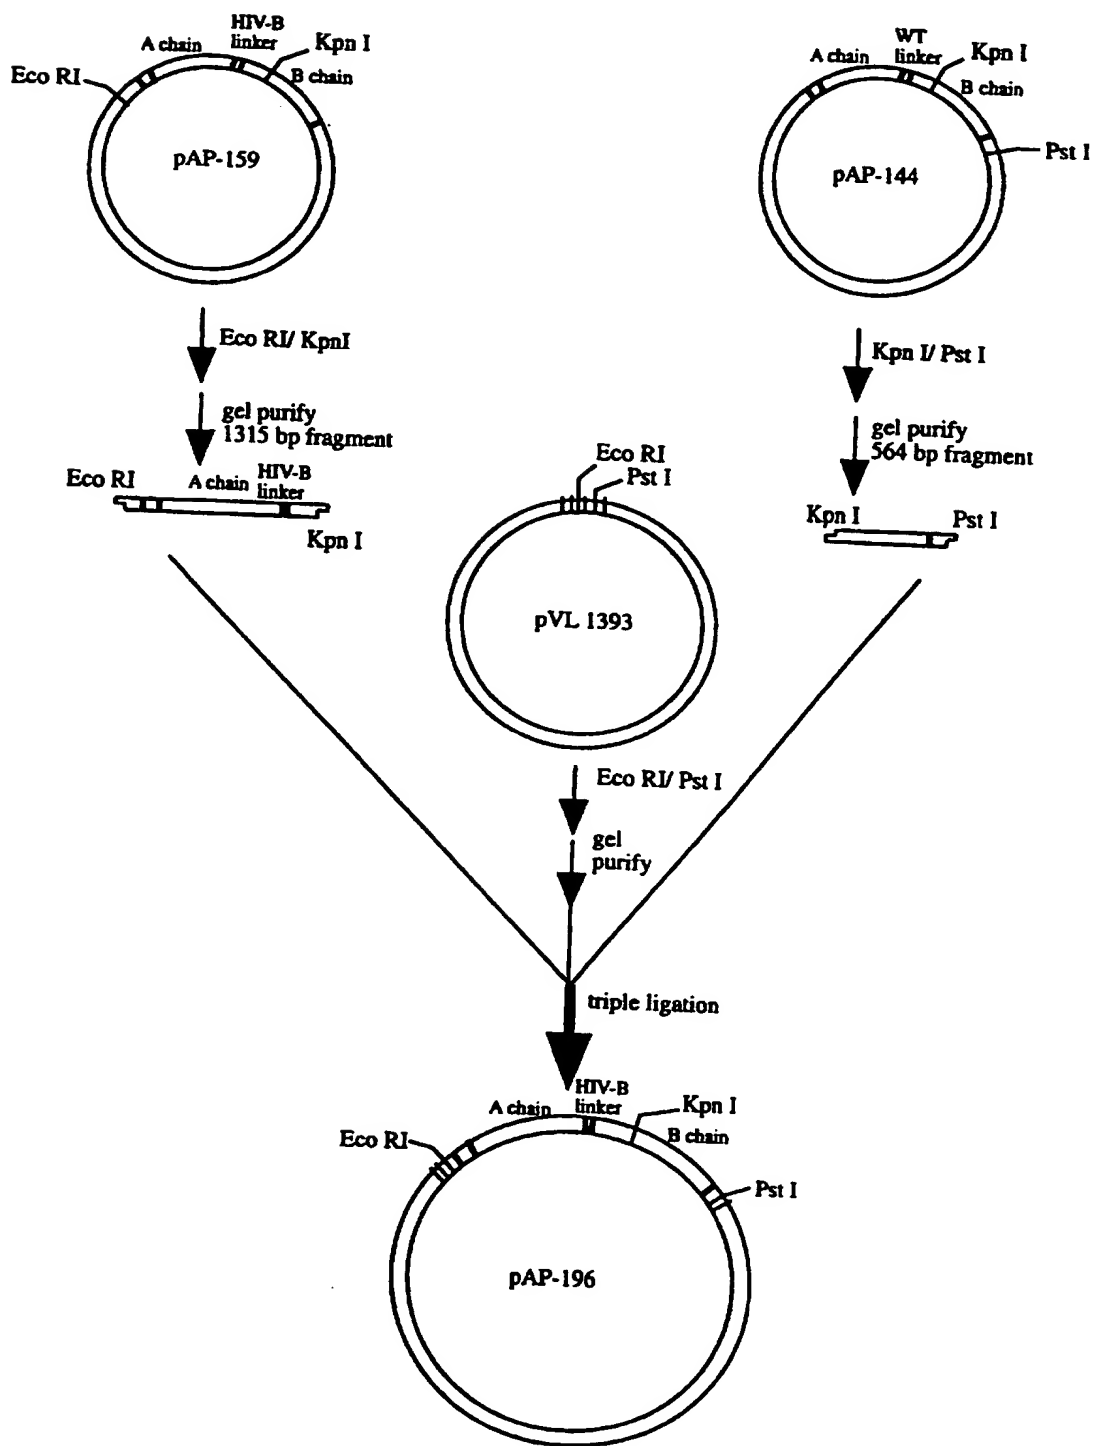 HIV-B
linker
A chain
Kpn I
Eco RI
B chain
pAP-159
WT
linker
A chain
Kpn I
B chain
Pst I
pAP-144
Eco RI/ KpnI
gel purify
1315 bp fragment
Kpn I/ Pst I
gel purify
564 bp fragment
Eco RI
A chain
HIV-B
linker
Kpn I
Eco RI
Pst I
Kpn I
Pst I
pVL 1393
Eco RI/ Pst I
gel
purify
triple ligation
HIV-B
linker
A chain
Kpn I
Eco RI
B chain
Pst I
pAP-196